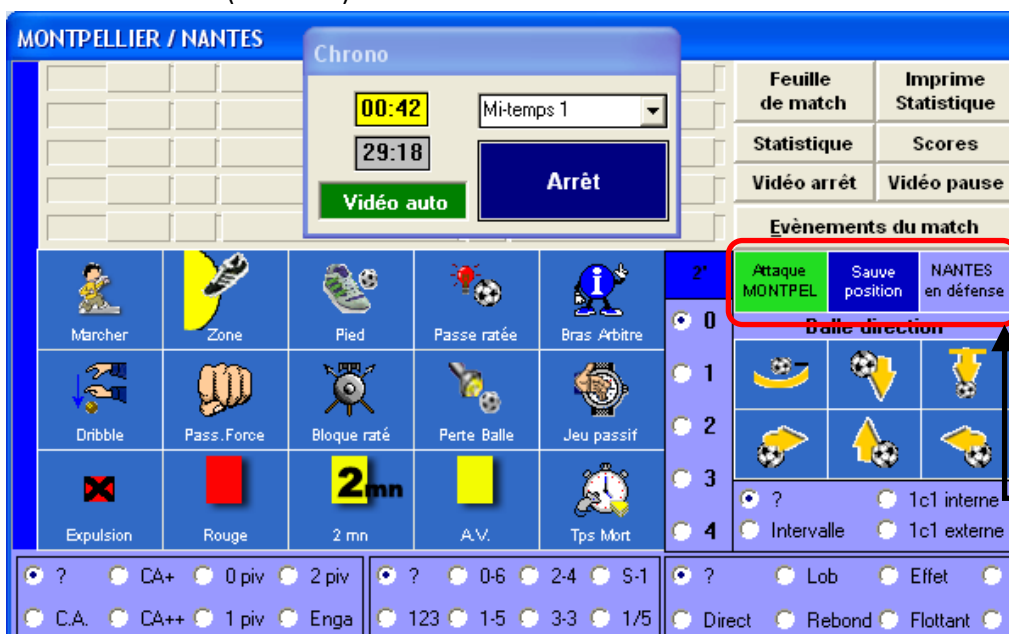 MONTPELLIER / NANTES
Chrono
00:42
Mi-temps 1
29:18
Arrêt
Vidéo auto
Feuille
de match
Imprime
Statistique
Statistique
Scores
Vidéo arrét
Vidéo pause
Evènements du match
Attaque
MONTPEL
Sauve
position
NANTES
en défense
Balle direction
Marcher
Zone
Pied
Passe ratée
Bras Arbitre
Dribble
Pass.Force
Bloque raté
Perte Balle
Jeu passif
2mn
Expulsion
Rouge
2 mn
A.V.
Tps Mort
2'
0
1
2
3
4
?
1c1 interne
Intervalle
1c1 externe
? CA+ 0 piv 2 piv
C.A. CA++ 1 piv Enga
? 0-6 2-4 S-1
123 1-5 3-3 1/5
? Lob Effet
Direct Rebond Flottant